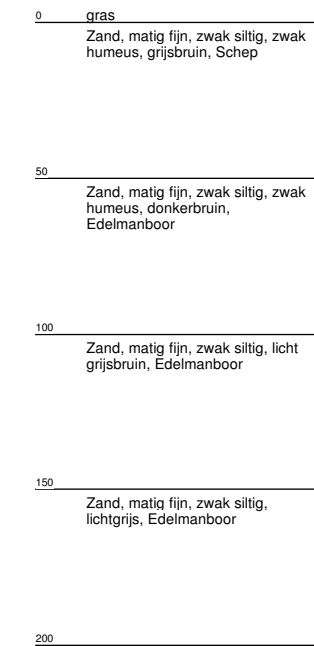 0 gras
Zand, matig fijn, zwak siltig, zwak
humeus, grijsbruin, Schep
50
Zand, matig fijn, zwak siltig, zwak
humeus, donkerbruin,
Edelmanboor
100
Zand, matig fijn, zwak siltig, licht
grijsbruin, Edelmanboor
150
Zand, matig fijn, zwak siltig,
lichtgrijs, Edelmanboor
200